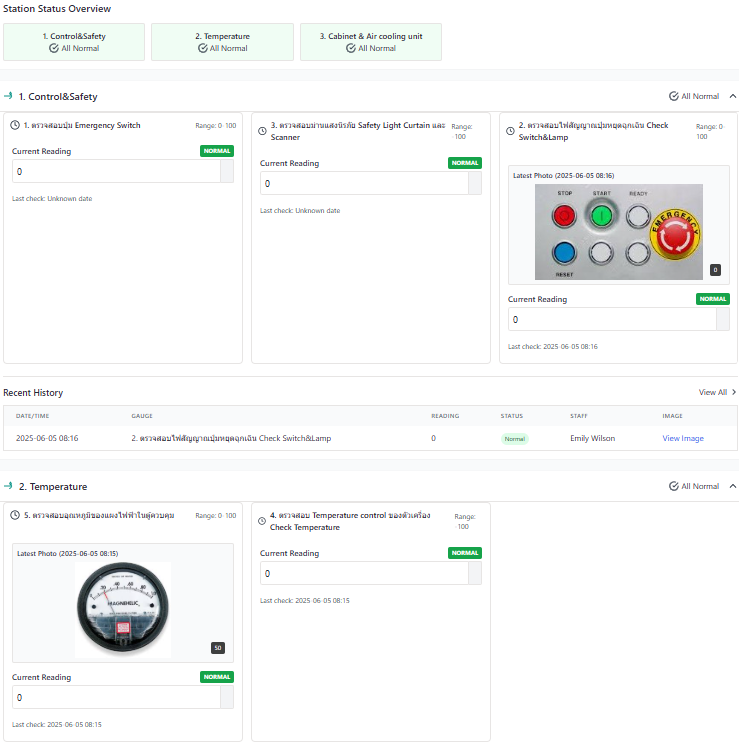 Station Status Overview
1. Control&Safety
All Normal
2. Temperature
All Normal
3. Cabinet & Air cooling unit
All Normal
1. Control&Safety
All Normal
1. ตรวจสอบปุ่ม Emergency Switch
Range: 0-100
Current Reading
NORMAL
0
Last check: Unknown date
3. ตรวจสอบม่านแสงนิรภัย Safety Light Curtain และ
Scanner
Range:
-100
Current Reading
NORMAL
0
Last check: Unknown date
2. ตรวจสอบไฟสัญญาณปุ่มหยุดฉุกเฉิน Check
Switch&Lamp
Range: 0-
100
Latest Photo (2025-06-05 08:16)
STOP
START
READY
EMERGENCY
RESET
0
Current Reading
NORMAL
0
Last check: 2025-06-05 08:16
Recent History
View All
DATE/TIME
GAUGE
READING
STATUS
STAFF
IMAGE
2025-06-05 08:16
2. ตรวจสอบไฟสัญญาณปุ่มหยุดฉุกเฉิน Check Switch&Lamp
0
Normal
Emily Wilson
View Image
2. Temperature
All Normal
5. ตรวจสอบอุณหภูมิของแผงไฟฟ้าในตู้ควบคุม
Range: 0-100
Latest Photo (2025-06-05 08:15)
MAGNEHELIC
50
Current Reading
NORMAL
0
Last check: 2025-06-05 08:15
4. ตรวจสอบ Temperature control ของตัวเครื่อง
Check Temperature
Range:
-100
Current Reading
NORMAL
0
Last check: 2025-06-05 08:15